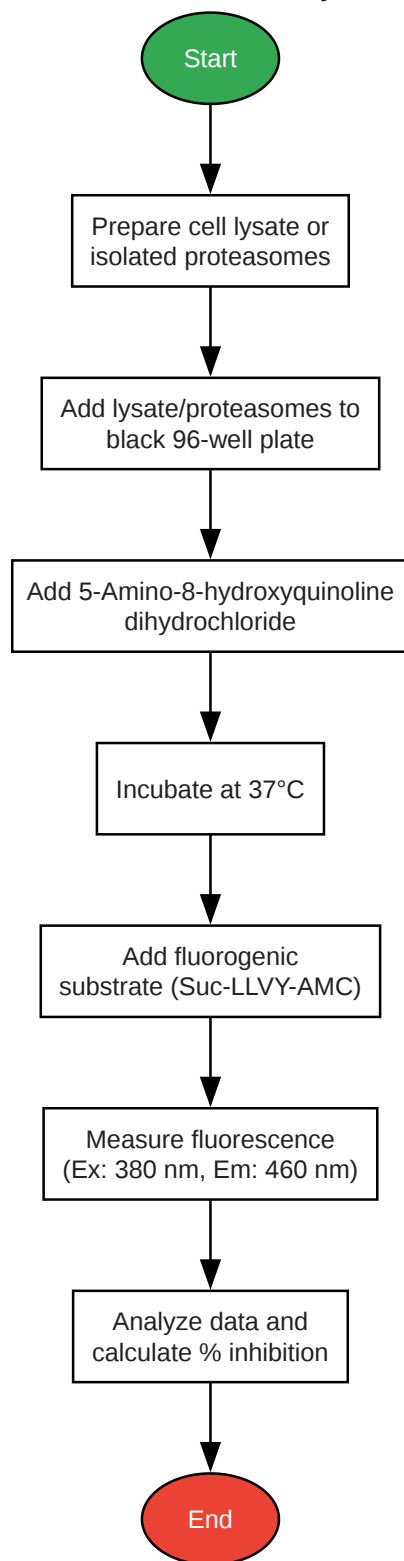 Start
Prepare cell lysate or
isolated proteasomes
Add lysate/proteasomes to
black 96-well plate
Add 5-Amino-8-hydroxyquinoline
dihydrochloride
Incubate at 37°C
Add fluorogenic
substrate (Suc-LLVY-AMC)
Measure fluorescence
(Ex: 380 nm, Em: 460 nm)
Analyze data and
calculate % inhibition
End